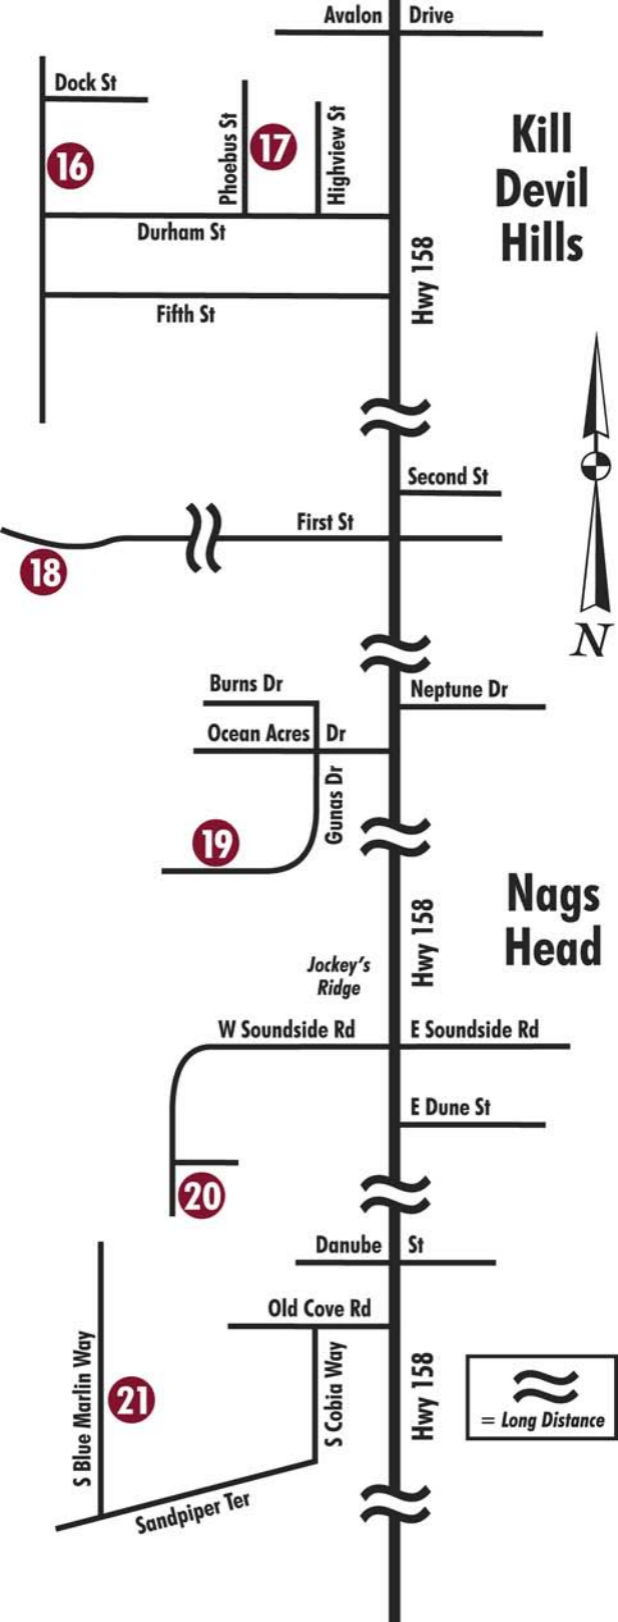 Avalon Drive
Dock St
16
Phoebus St
17
Highview St
Kill
Devil
Hills
Durham St
Hwy 158
Fifth St
Second St
First St
18
N
Burns Dr
Neptune Dr
Ocean Acres Dr
Gunas Dr
19
Nags
Head
Hwy 158
Jockey's
Ridge
W Soundside Rd
E Soundside Rd
E Dune St
20
Danube St
Old Cove Rd
S Blue Marlin Way
21
S Cobia Way
Hwy 158
= Long Distance
Sandpiper Ter